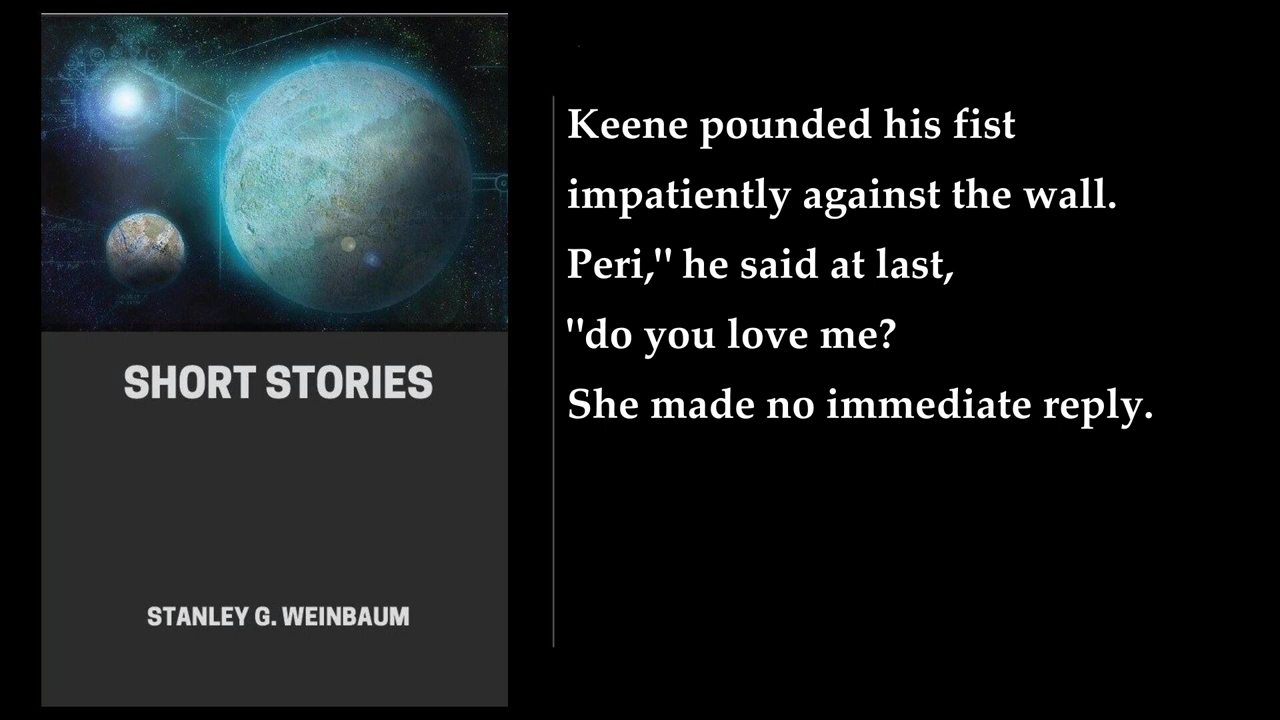 SHORT STORIES
STANLEY G. WEINBAUM
Keene pounded his fist
impatiently against the wall.
Peri," he said at last,
"do you love me?
She made no immediate reply.